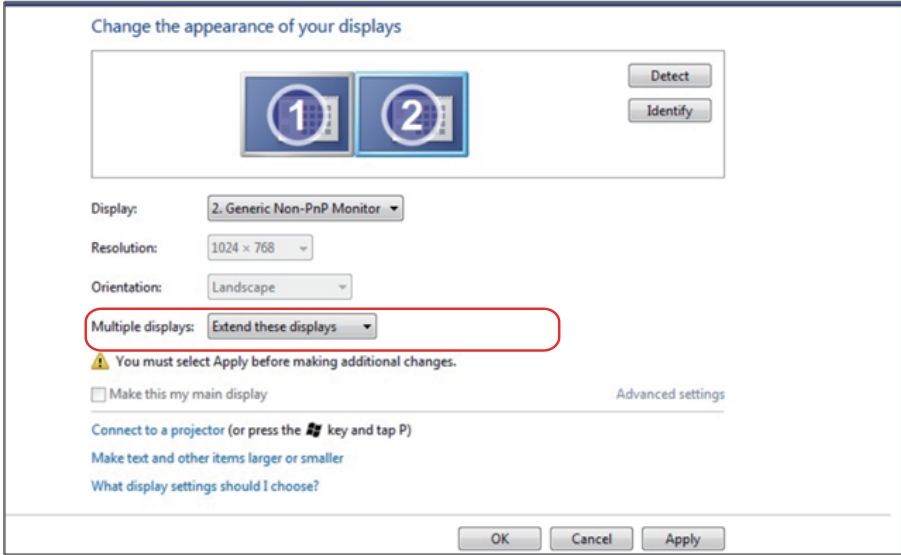 Change the appearance of your displays
1
2
Detect
Identify
Display: 2. Generic Non-PnP Monitor
Resolution: 1024 × 768
Orientation: Landscape
Multiple displays: Extend these displays
You must select Apply before making additional changes.
Make this my main display Advanced settings
Connect to a projector (or press the key and tap P)
Make text and other items larger or smaller
What display settings should I choose?
OK Cancel Apply